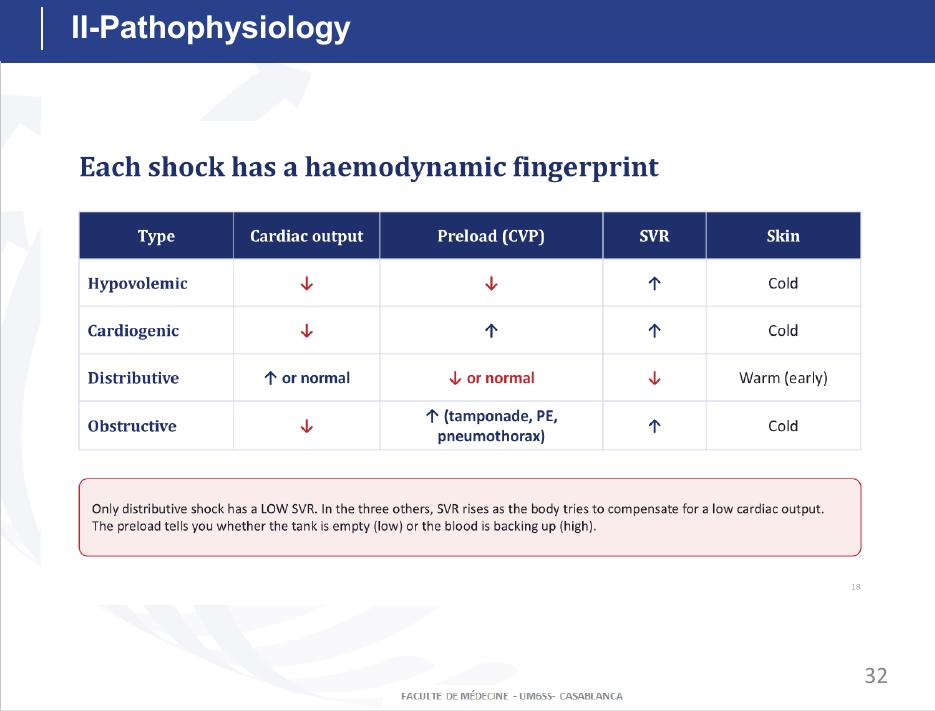 II-Pathophysiology
Each shock has a haemodynamic fingerprint
Type Cardiac output Preload (CVP) SVR Skin
Hypovolemic ↓ ↓ ↑ Cold
Cardiogenic ↓ ↑ ↑ Cold
Distributive ↑ or normal ↓ or normal ↓ Warm (early)
Obstructive ↓ ↑ (tamponade, PE,
pneumothorax) ↑ Cold
Only distributive shock has a LOW SVR. In the three others, SVR rises as the body tries to compensate for a low cardiac output.
The preload tells you whether the tank is empty (low) or the blood is backing up (high).
18
32
FACULTE DE MÉDECINE - UM6SS- CASABLANCA